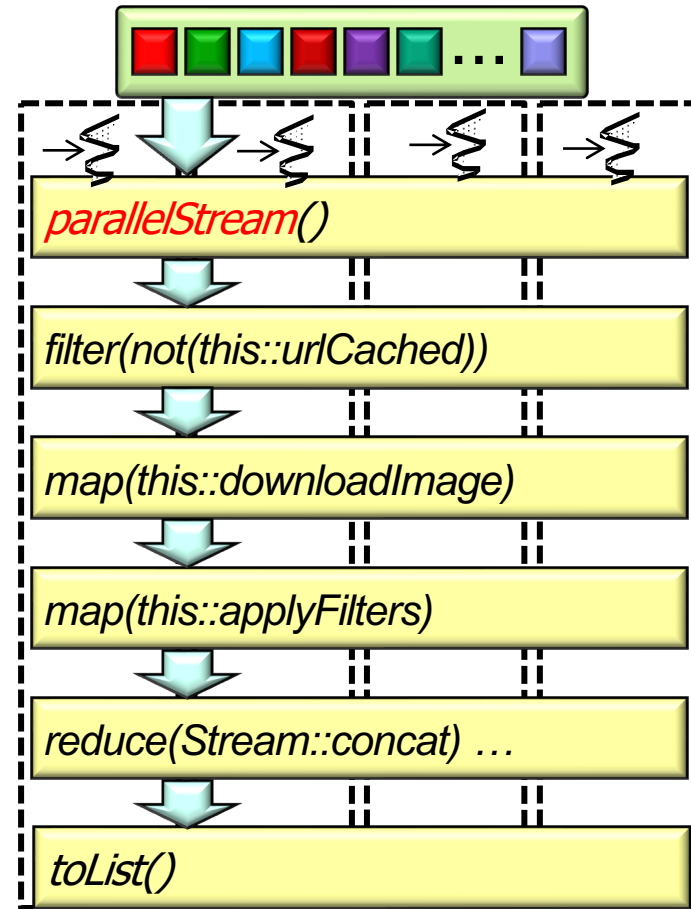 ...
parallelStream()
filter(not(this::urlCached))
map(this::downloadImage)
map(this::applyFilters)
reduce(Stream::concat) …
toList()